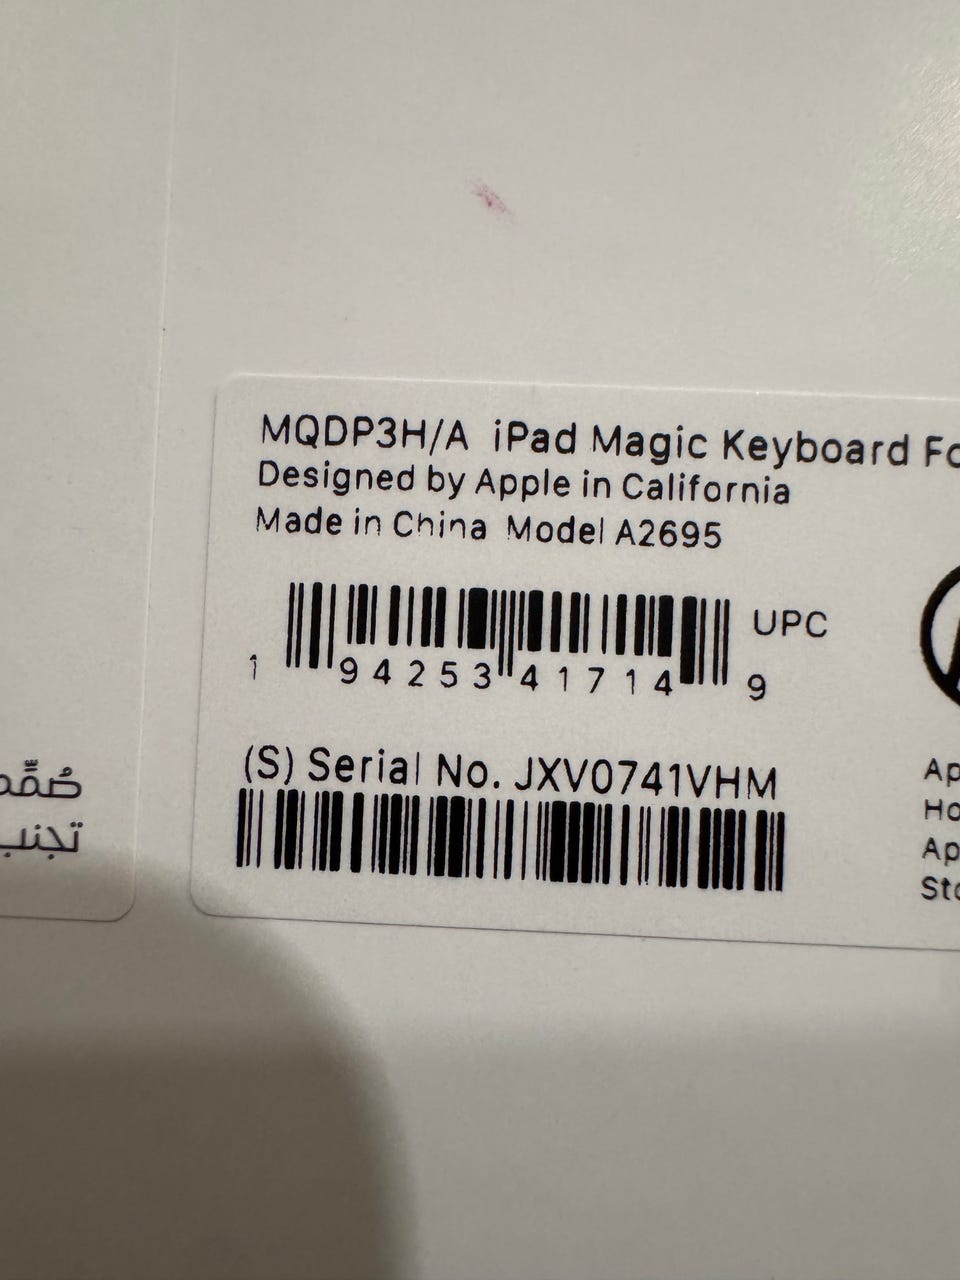 MQDP3H/A iPad Magic Keyboard
Designed by Apple in California
Made in China Model A2695
UPC
1 94253 41714 9
(S) Serial No. JXV0741VHM